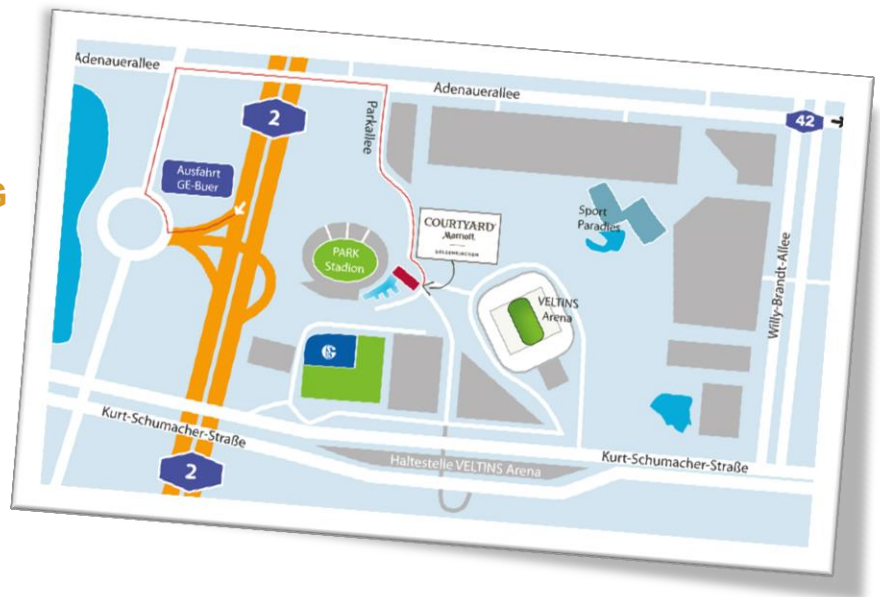 G
Adenauerallee
Adenauerallee
2
Parkallee
42
Ausfahrt
GE-Buer
COURTYARD
Marriott
GELSENKIRCHEN
Sport
Paradies
PARK
Stadion
VELTINS
Arena
Willy-Brandt-Allee
Kurt-Schumacher-Straße
Haltestelle VELTINS Arena
Kurt-Schumacher-Straße
2